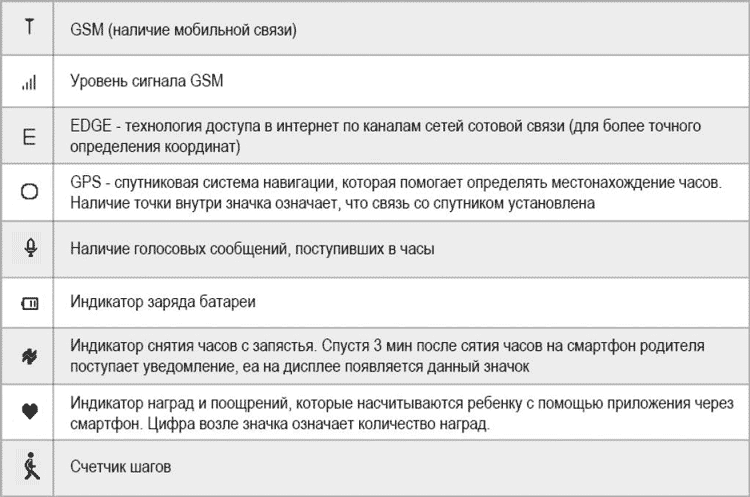 GSM (наличие мобильной связи)
Уровень сигнала GSM
E
EDGE - технология доступа в интернет по каналам сетей сотовой связи (для более точного
определения координат)
GPS - спутниковая система навигации, которая помогает определять местонахождение часов.
Наличие точки внутри значка означает, что связь со спутником установлена
Наличие голосовых сообщений, поступивших в часы
Индикатор заряда батареи
Индикатор снятия часов с запястья. Спустя 3 мин после сятия часов на смартфон родителя
поступает уведомление, еа на дисплее появляется данный значок
Индикатор наград и поощрений, которые насчитываются ребенку с помощью приложения через
смартфон. Цифра возле значка означает количество наград.
Счетчик шагов